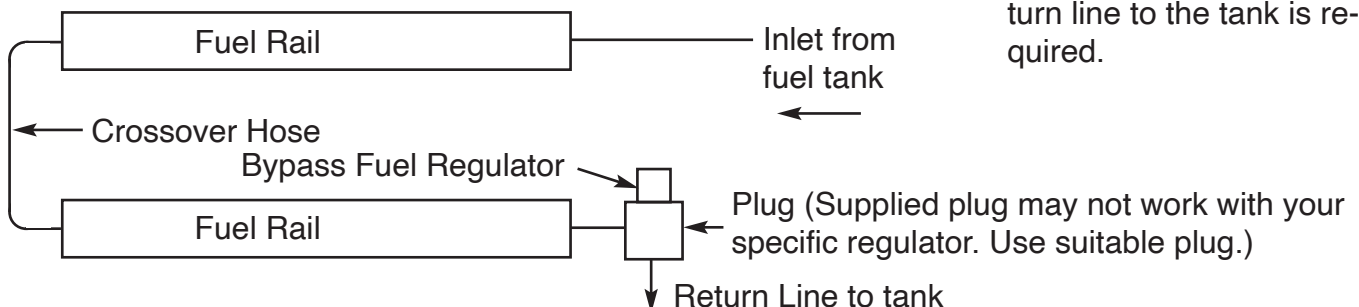 turn line to the tank is re-
quired.
Fuel Rail
Inlet from
fuel tank
Crossover Hose
Bypass Fuel Regulator
Fuel Rail
Plug (Supplied plug may not work with your
specific regulator. Use suitable plug.)
Return Line to tank